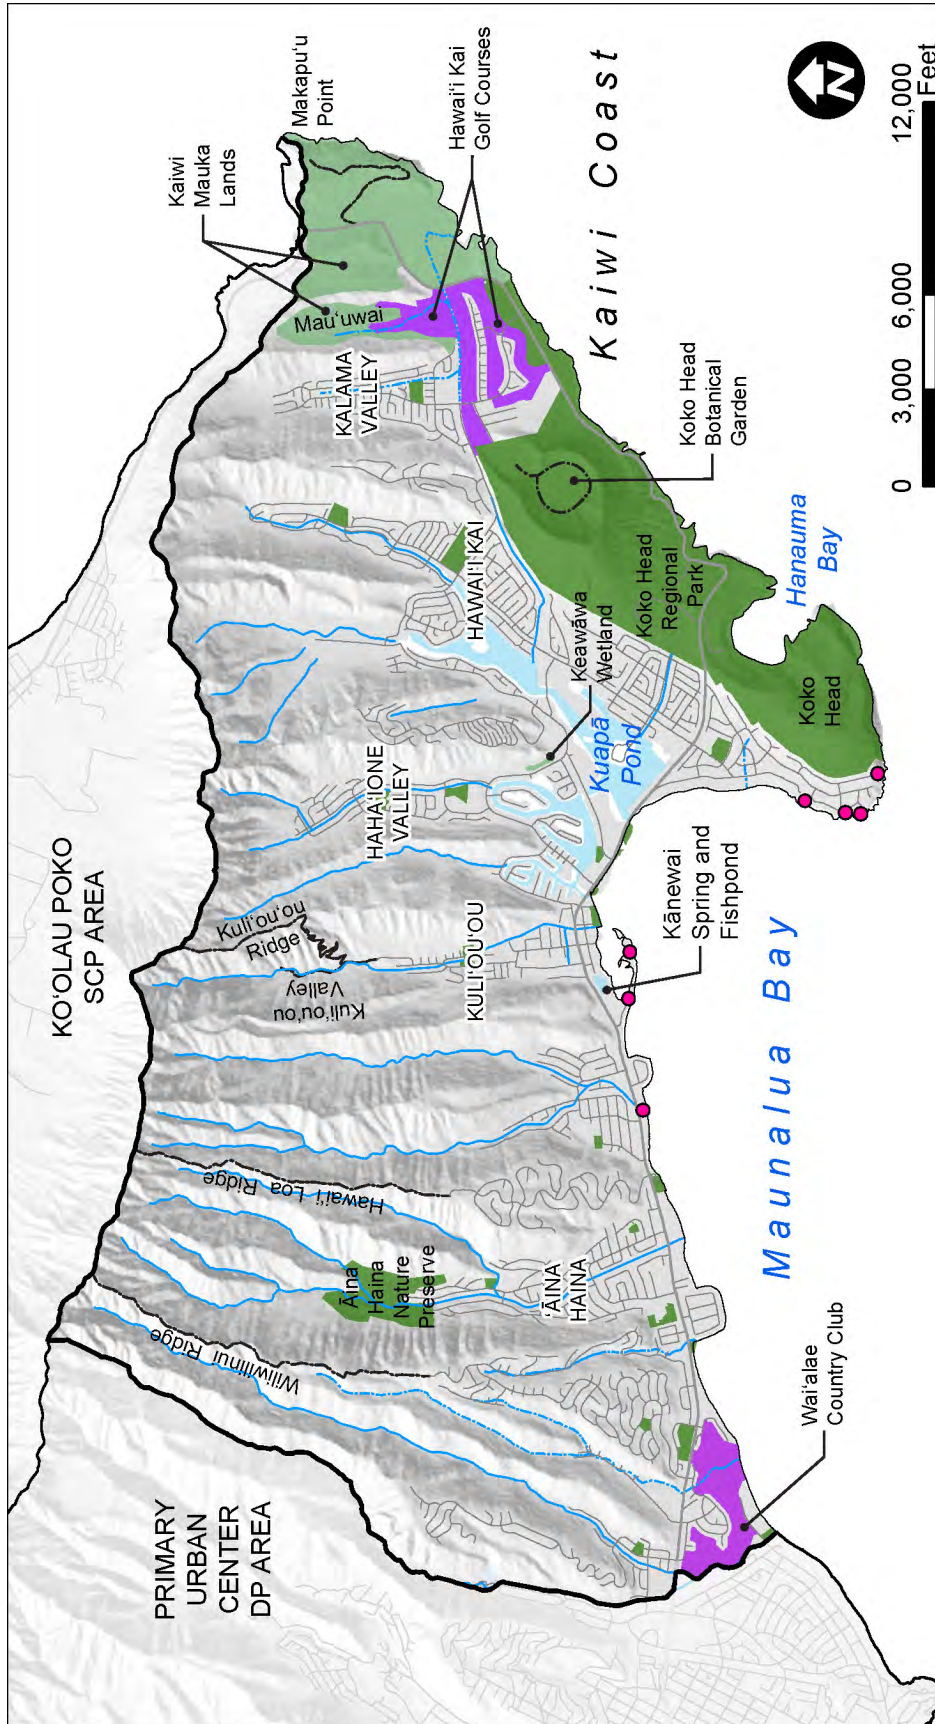 KO‘OLAU POKO
SCP AREA
PRIMARY
URBAN
CENTER
DP AREA
Wiliwilinui Ridge
Hawai‘i Loa Ridge
Āina
Haina
Nature
Preserve
‘ĀINA
HAINA
Wai‘alae
Country Club
Kuli‘ou‘ou
Valley
Kuli‘ou‘ou
Ridge
KULI‘OU‘OU
Kānewai
Spring and
Fishpond
Maunalua Bay
HAHA‘IONE
VALLEY
Keawāwa
Wetland
Kuapā
Pond
HAWAI‘I KAI
Koko Head
Regional
Park
Koko
Head
Hanauma
Bay
Koko Head
Botanical
Garden
KALAMA
VALLEY
Mau‘uwai
Kaiwi
Mauka
Lands
Makapu‘u
Point
Hawai‘i Kai
Golf Courses
Kaiwi Coast
N
0 3,000 6,000 12,000
Feet